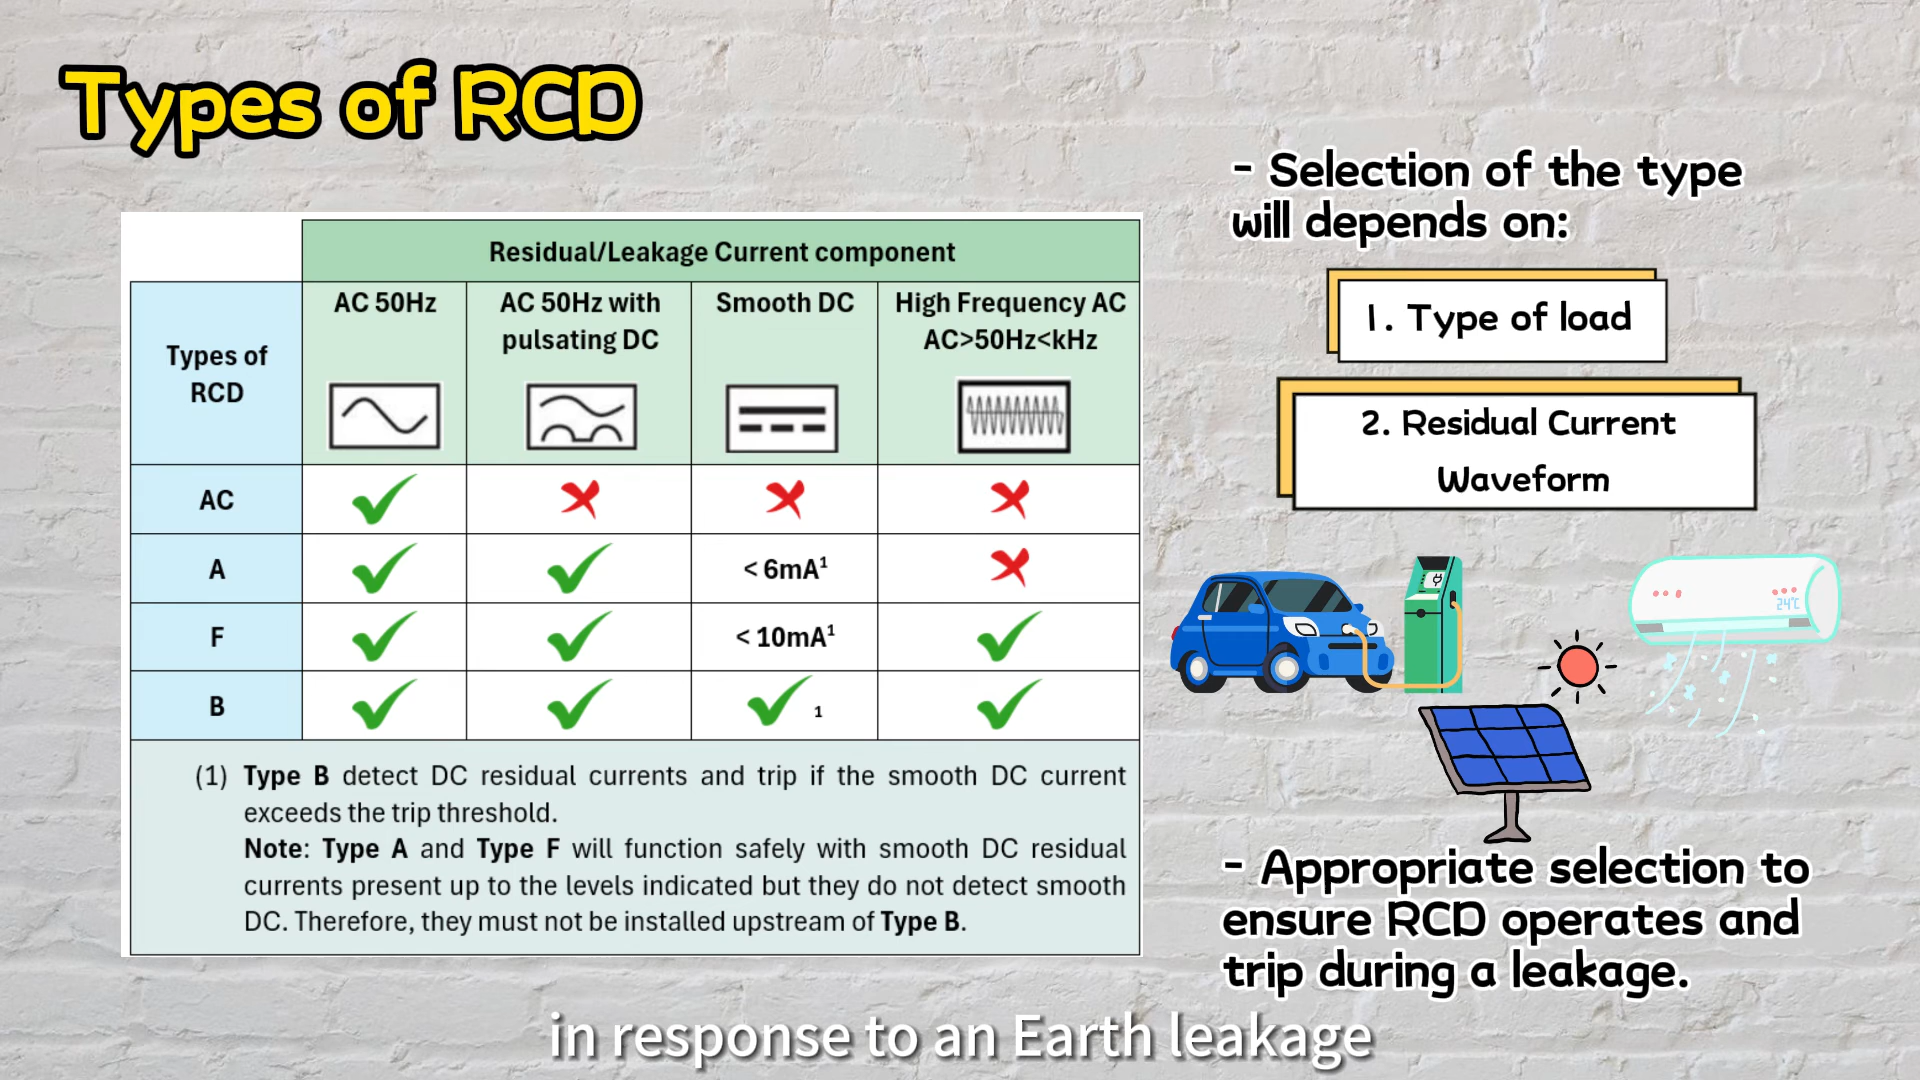 Types of RCD
Residual/Leakage Current component
Types of
RCD
AC 50Hz
AC 50Hz with
pulsating DC
Smooth DC
High Frequency AC
AC>50Hz<kHz
AC
A
< 6mA¹
F
< 10mA¹
B
1
(1) Type B detect DC residual currents and trip if the smooth DC current
exceeds the trip threshold.
Note: Type A and Type F will function safely with smooth DC residual
currents present up to the levels indicated but they do not detect smooth
DC. Therefore, they must not be installed upstream of Type B.
- Selection of the type
will depends on:
1. Type of load
2. Residual Current
Waveform
24°C
- Appropriate selection to
ensure RCD operates and
trip during a leakage.
in response to an Earth leakage